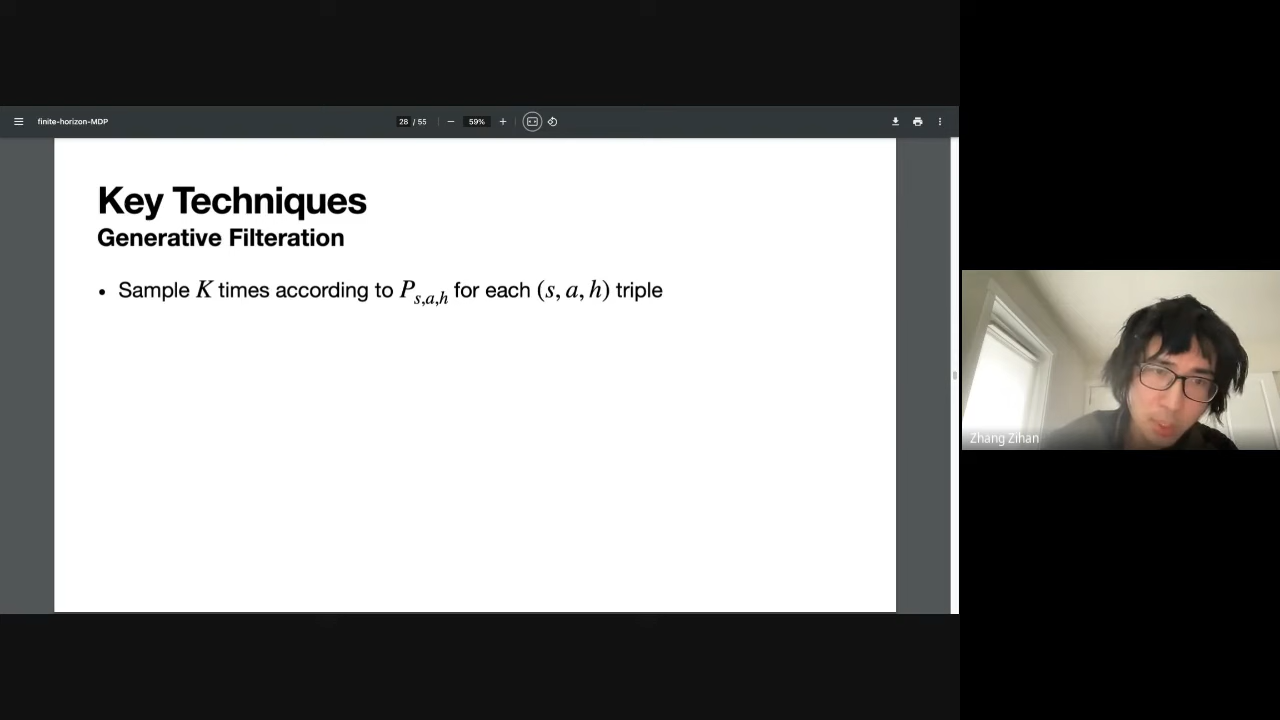 finite-horizon-MDP
28 / 55
59%
Key Techniques
Generative Filteration
• Sample K times according to P_{s,a,h} for each (s, a, h) triple
Zhang Zihan